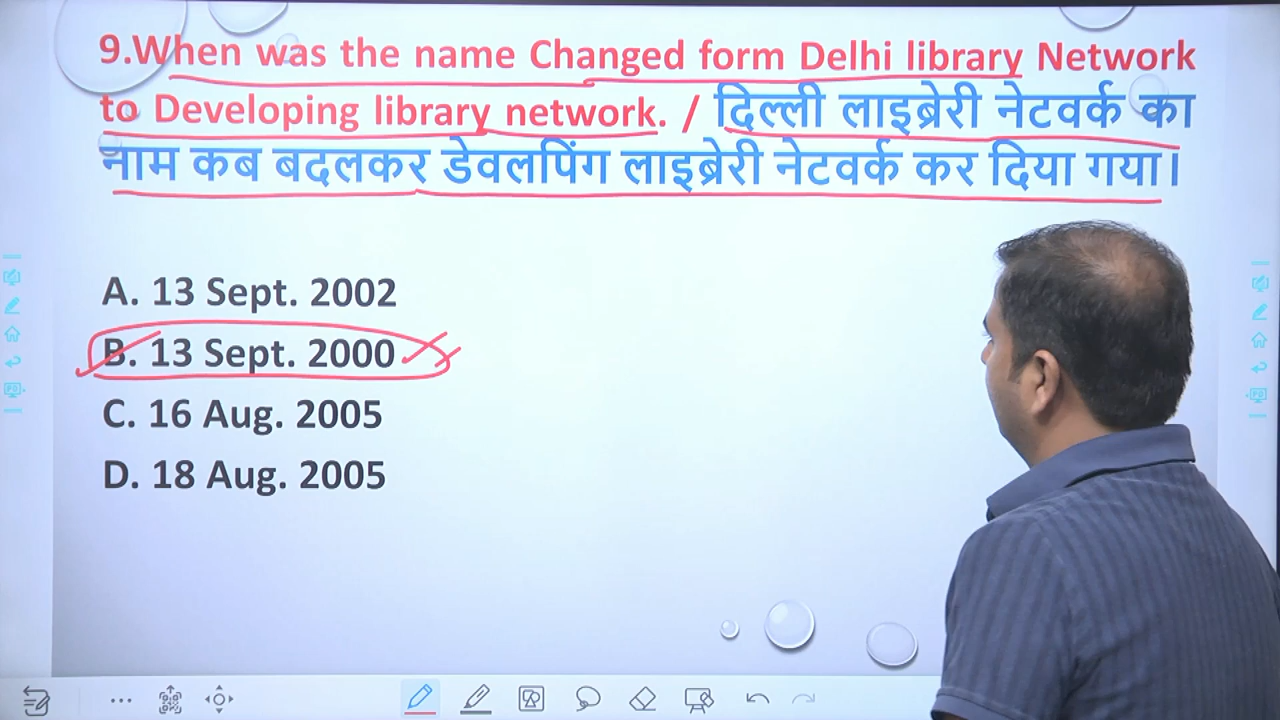 9.When was the name Changed form Delhi library Network
to Developing library network. / दिल्ली लाइब्रेरी नेटवर्क का
नाम कब बदलकर डेवलपिंग लाइब्रेरी नेटवर्क कर दिया गया।
A. 13 Sept. 2002
B. 13 Sept. 2000
C. 16 Aug. 2005
D. 18 Aug. 2005